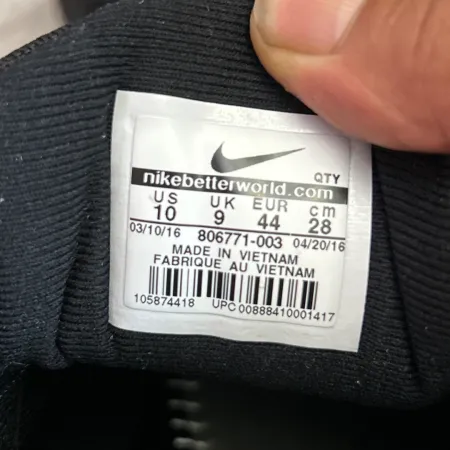 QTY
nikebetterworld.com
US UK EUR cm
10 9 44 28
03/10/16 806771-003 04/20/16
MADE IN VIETNAM
FABRIQUE AU VIETNAM
105874418 UPC 00888410001417